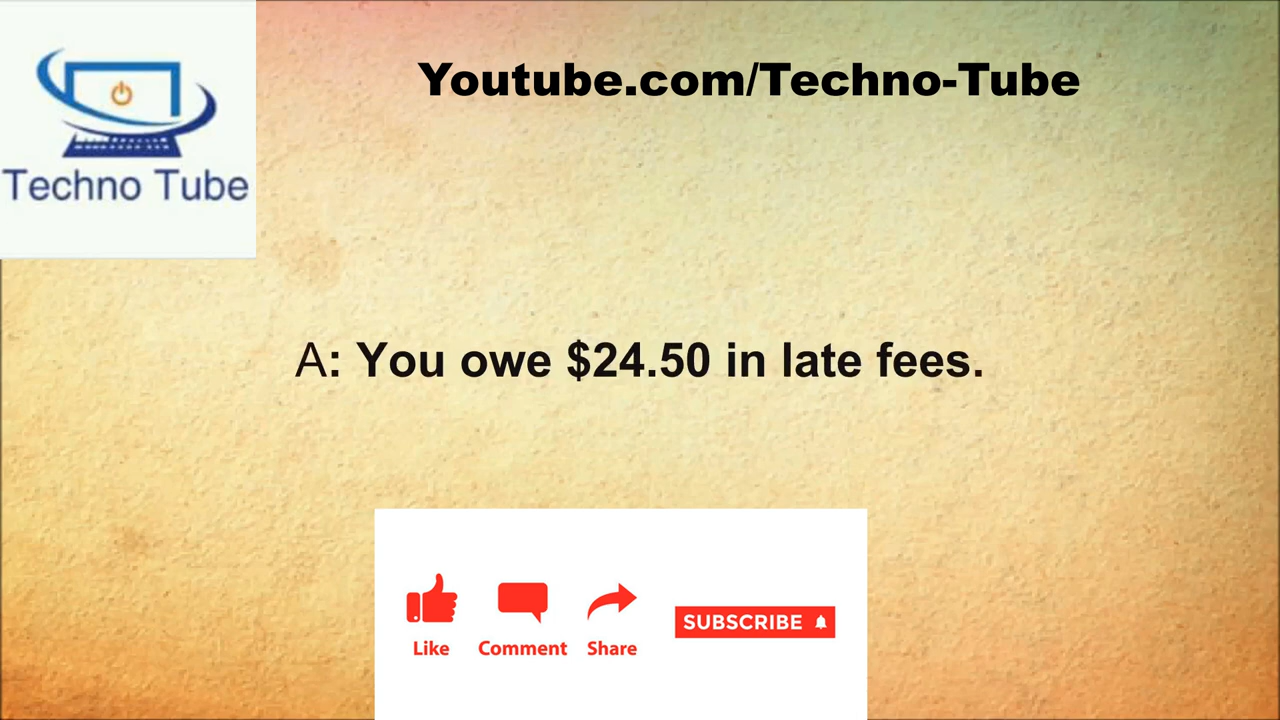 Youtube.com/Techno-Tube
Techno Tube
A: You owe $24.50 in late fees.
SUBSCRIBE
Like Comment Share